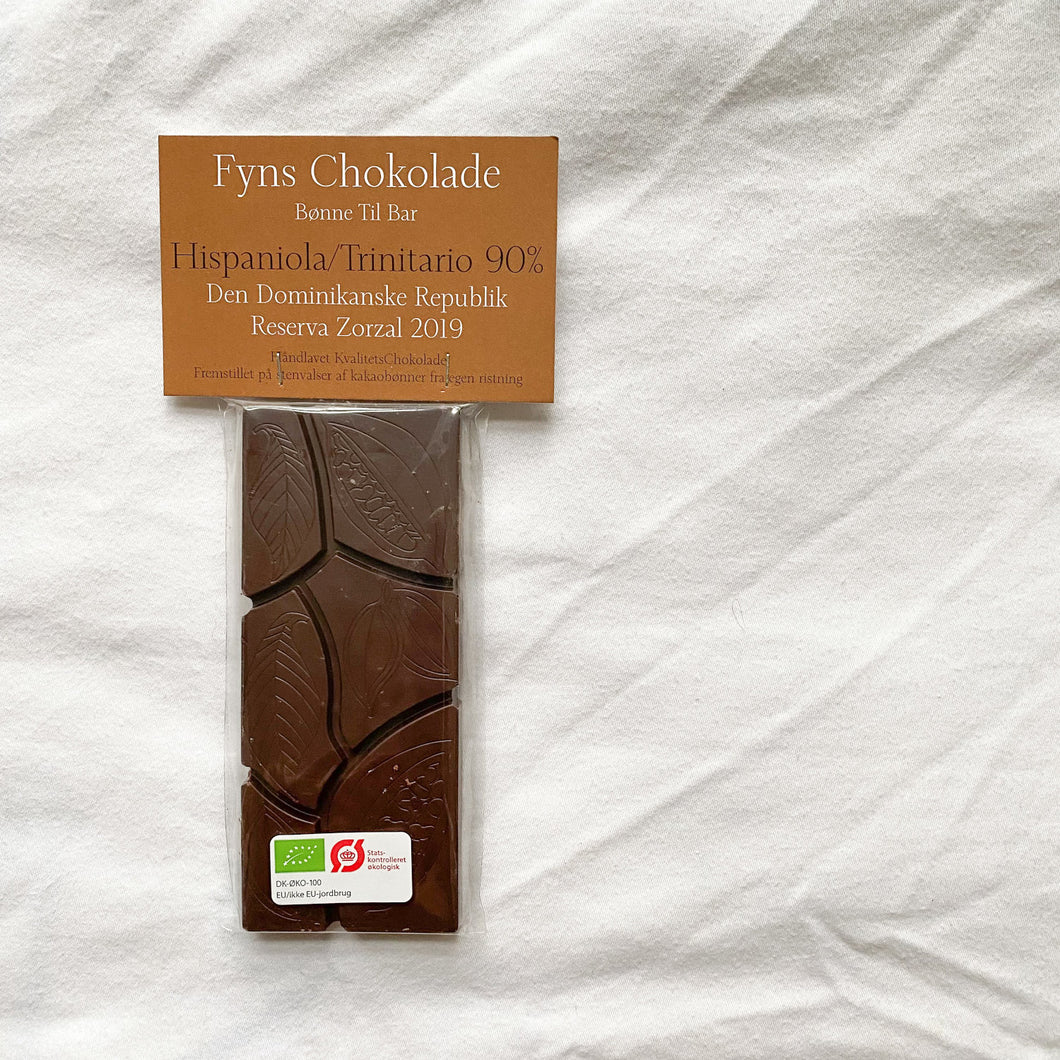 Fyns Chokolade
Bønne Til Bar
Hispaniola/Trinitario 90%
Den Dominikanske Republik
Reserva Zorzal 2019
Håndlavet KvalitetsChokolade
Fremstillet på stenvalser af kakaobønner fra egen ristning
Stats-
kontrolleret
økologisk
DK-ØKO-100
EU/ikke EU-jordbrug